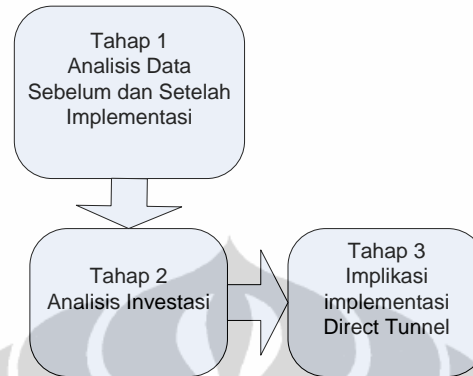 Tahap 1
Analisis Data
Sebelum dan Setelah
Implementasi
Tahap 2
Analisis Investasi
Tahap 3
Implikasi
implementasi
Direct Tunnel